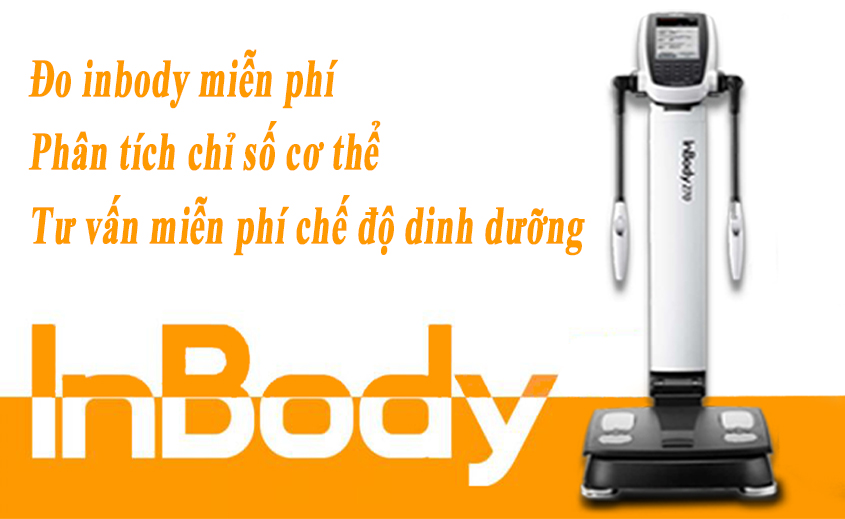 Đo inbody miễn phí
Phân tích chỉ số cơ thể
Tư vấn miễn phí chế độ dinh dưỡng
InBody270
InBody